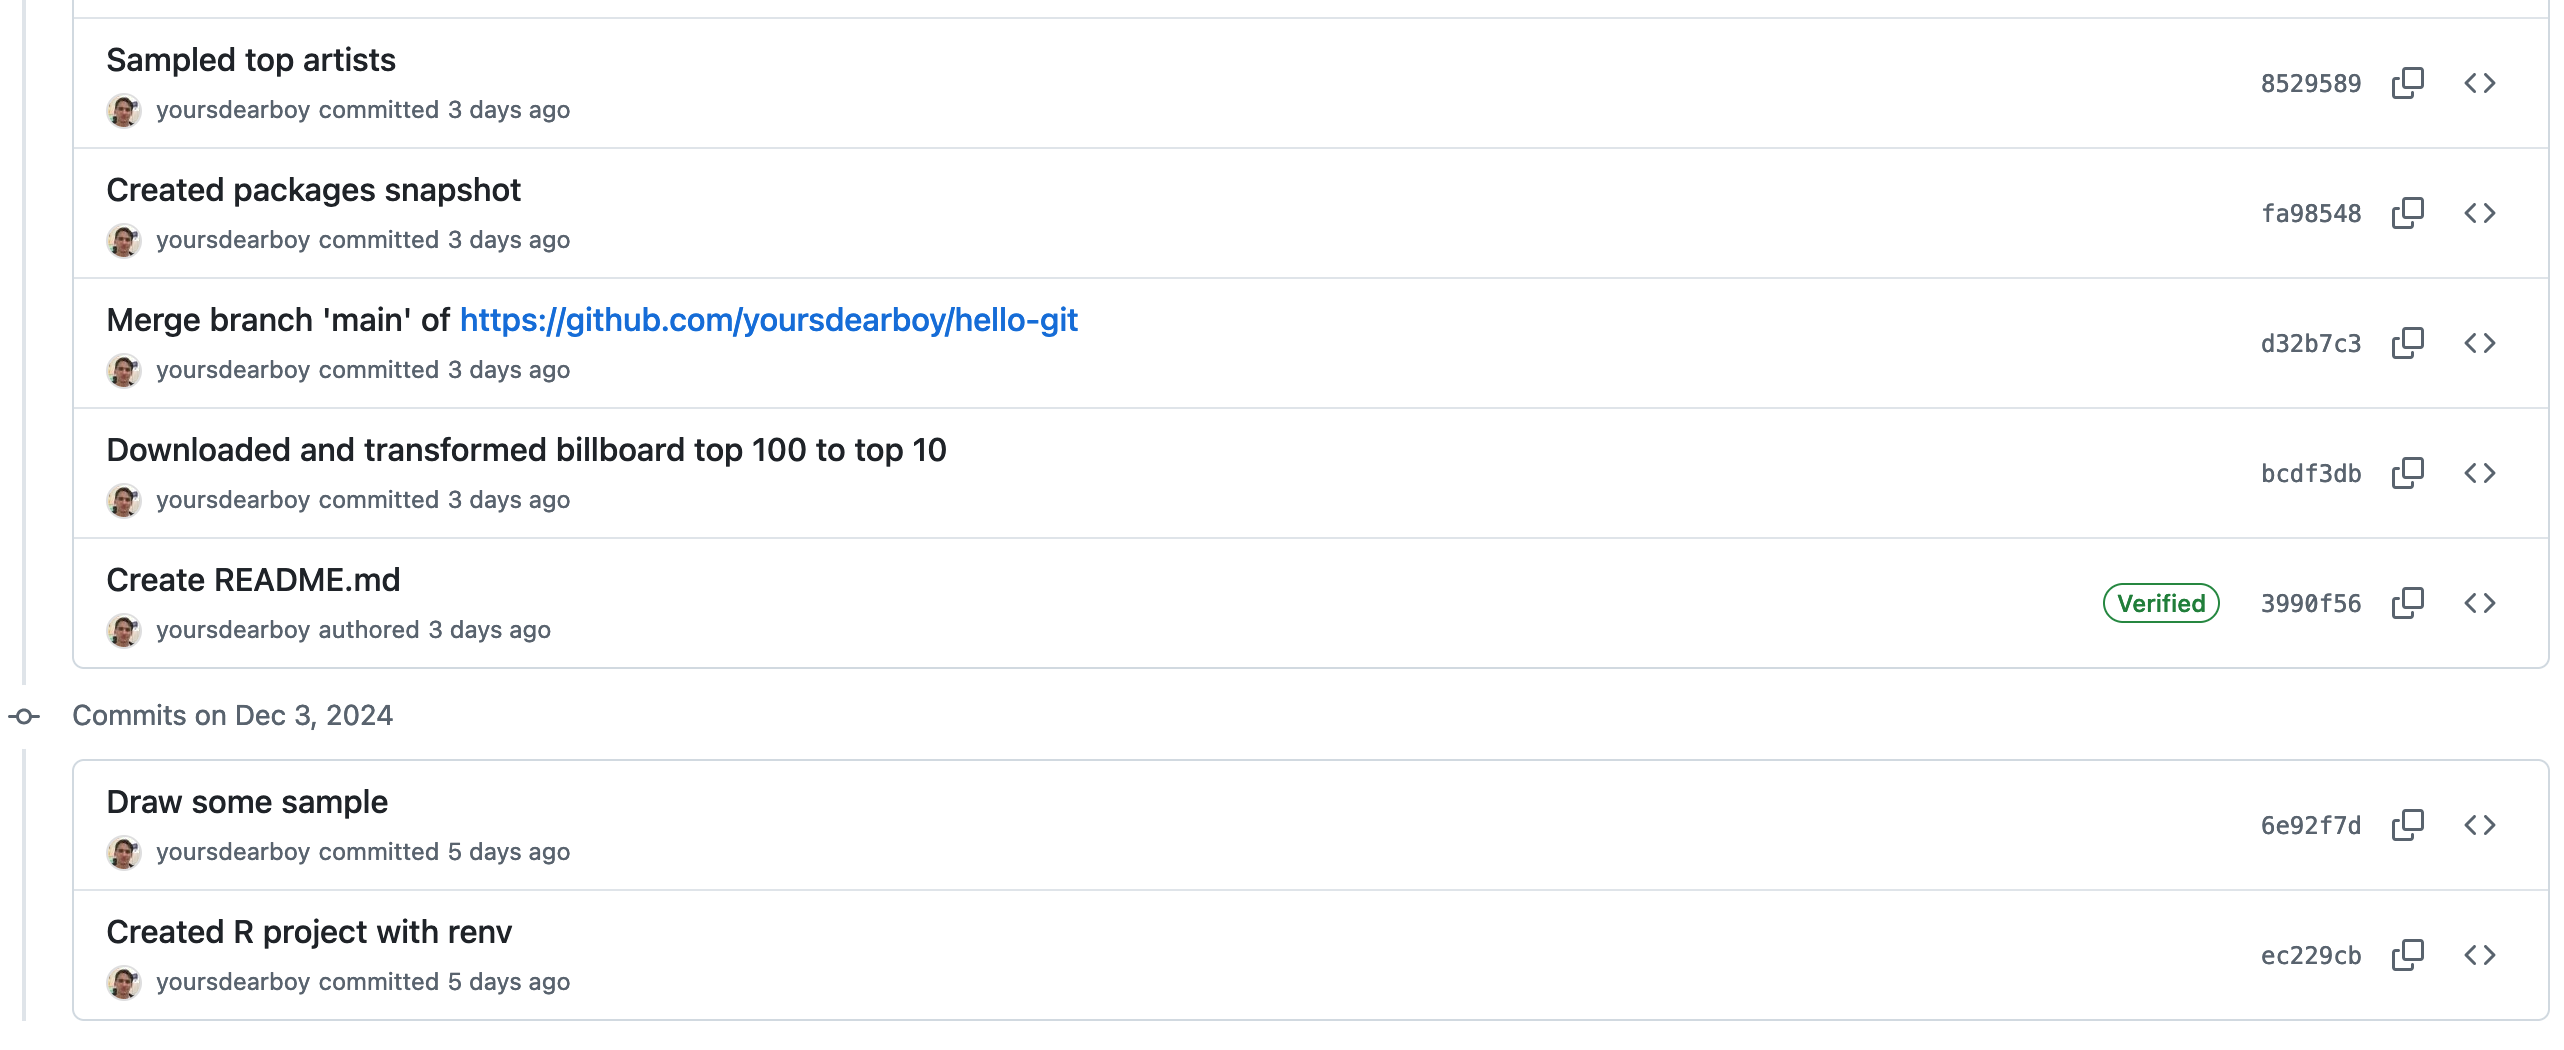 Sampled top artists
yoursdearboy committed 3 days ago
8529589
Created packages snapshot
yoursdearboy committed 3 days ago
fa98548
Merge branch 'main' of https://github.com/yoursdearboy/hello-git
yoursdearboy committed 3 days ago
d32b7c3
Downloaded and transformed billboard top 100 to top 10
yoursdearboy committed 3 days ago
bcdf3db
Create README.md
yoursdearboy authored 3 days ago
Verified 3990f56
Commits on Dec 3, 2024
Draw some sample
yoursdearboy committed 5 days ago
6e92f7d
Created R project with renv
yoursdearboy committed 5 days ago
ec229cb